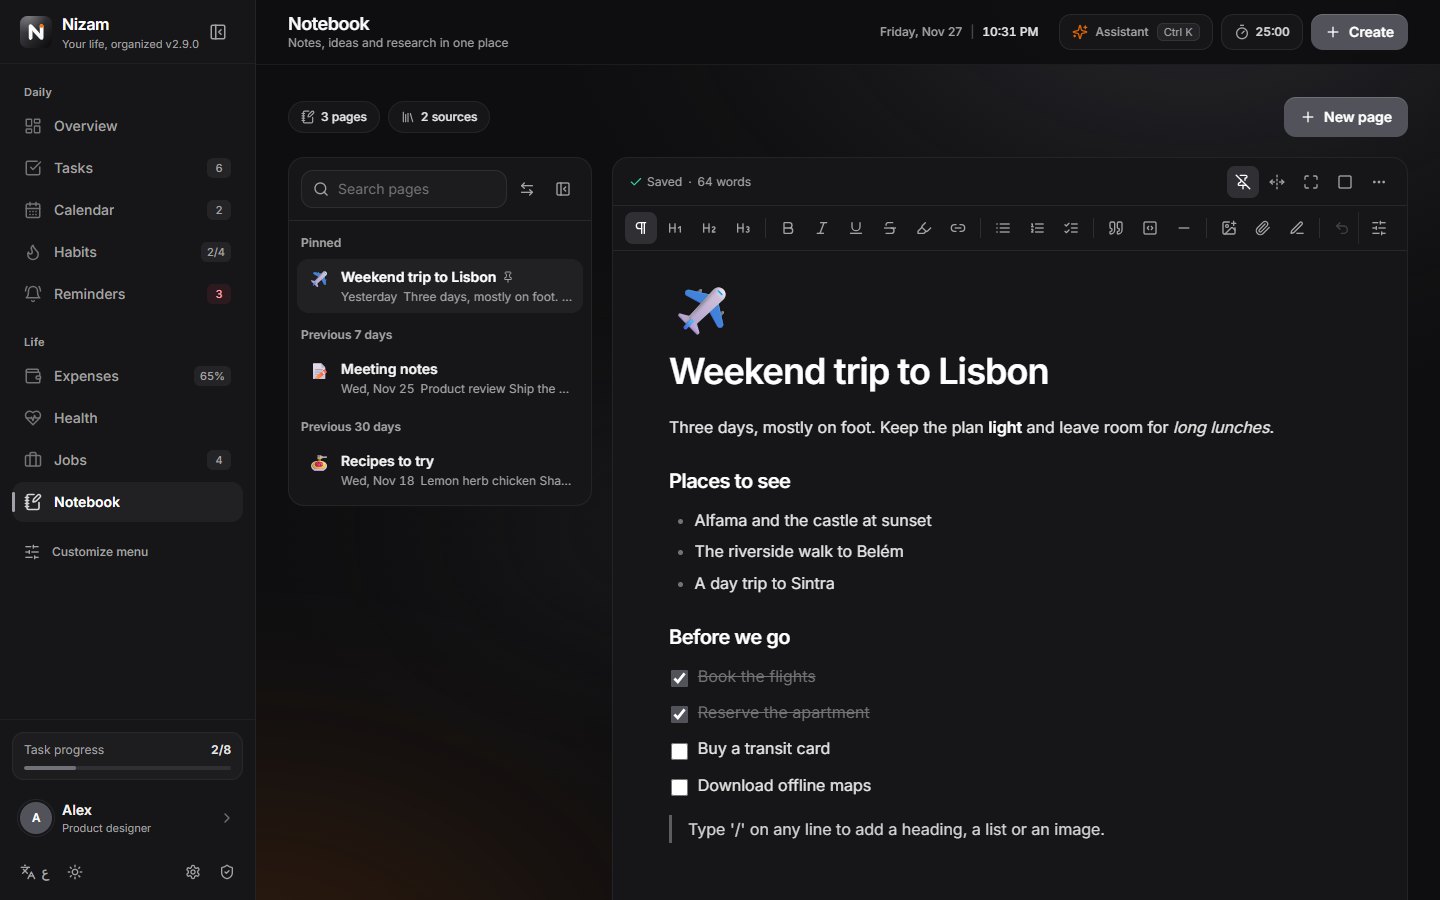 Nizam
Your life, organized v2.9.0
Daily
Overview
Tasks 6
Calendar 2
Habits 2/4
Reminders 3
Life
Expenses 65%
Health
Jobs 4
Notebook
Customize menu
Task progress 2/8
A
Alex
Product designer
ع
Notebook
Notes, ideas and research in one place
Friday, Nov 27 | 10:31 PM
Assistant Ctrl K
25:00
+ Create
3 pages
2 sources
+ New page
Search pages
Pinned
Weekend trip to Lisbon
Yesterday Three days, mostly on foot. ...
Previous 7 days
Meeting notes
Wed, Nov 25 Product review Ship the ...
Previous 30 days
Recipes to try
Wed, Nov 18 Lemon herb chicken Sha...
Saved · 64 words
¶ H1 H2 H3 B I U S
Weekend trip to Lisbon
Three days, mostly on foot. Keep the plan light and leave room for long lunches.
Places to see
• Alfama and the castle at sunset
• The riverside walk to Belém
• A day trip to Sintra
Before we go
Book the flights
Reserve the apartment
Buy a transit card
Download offline maps
Type '/' on any line to add a heading, a list or an image.